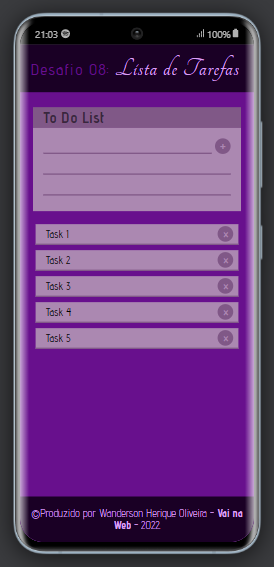 21:03 100%
Desafio 08: Lista de Tarefas
To Do List
+
Task 1 x
Task 2 x
Task 3 x
Task 4 x
Task 5 x
©Produzido por Wanderson Herique Oliveira - Vai na
Web - 2022